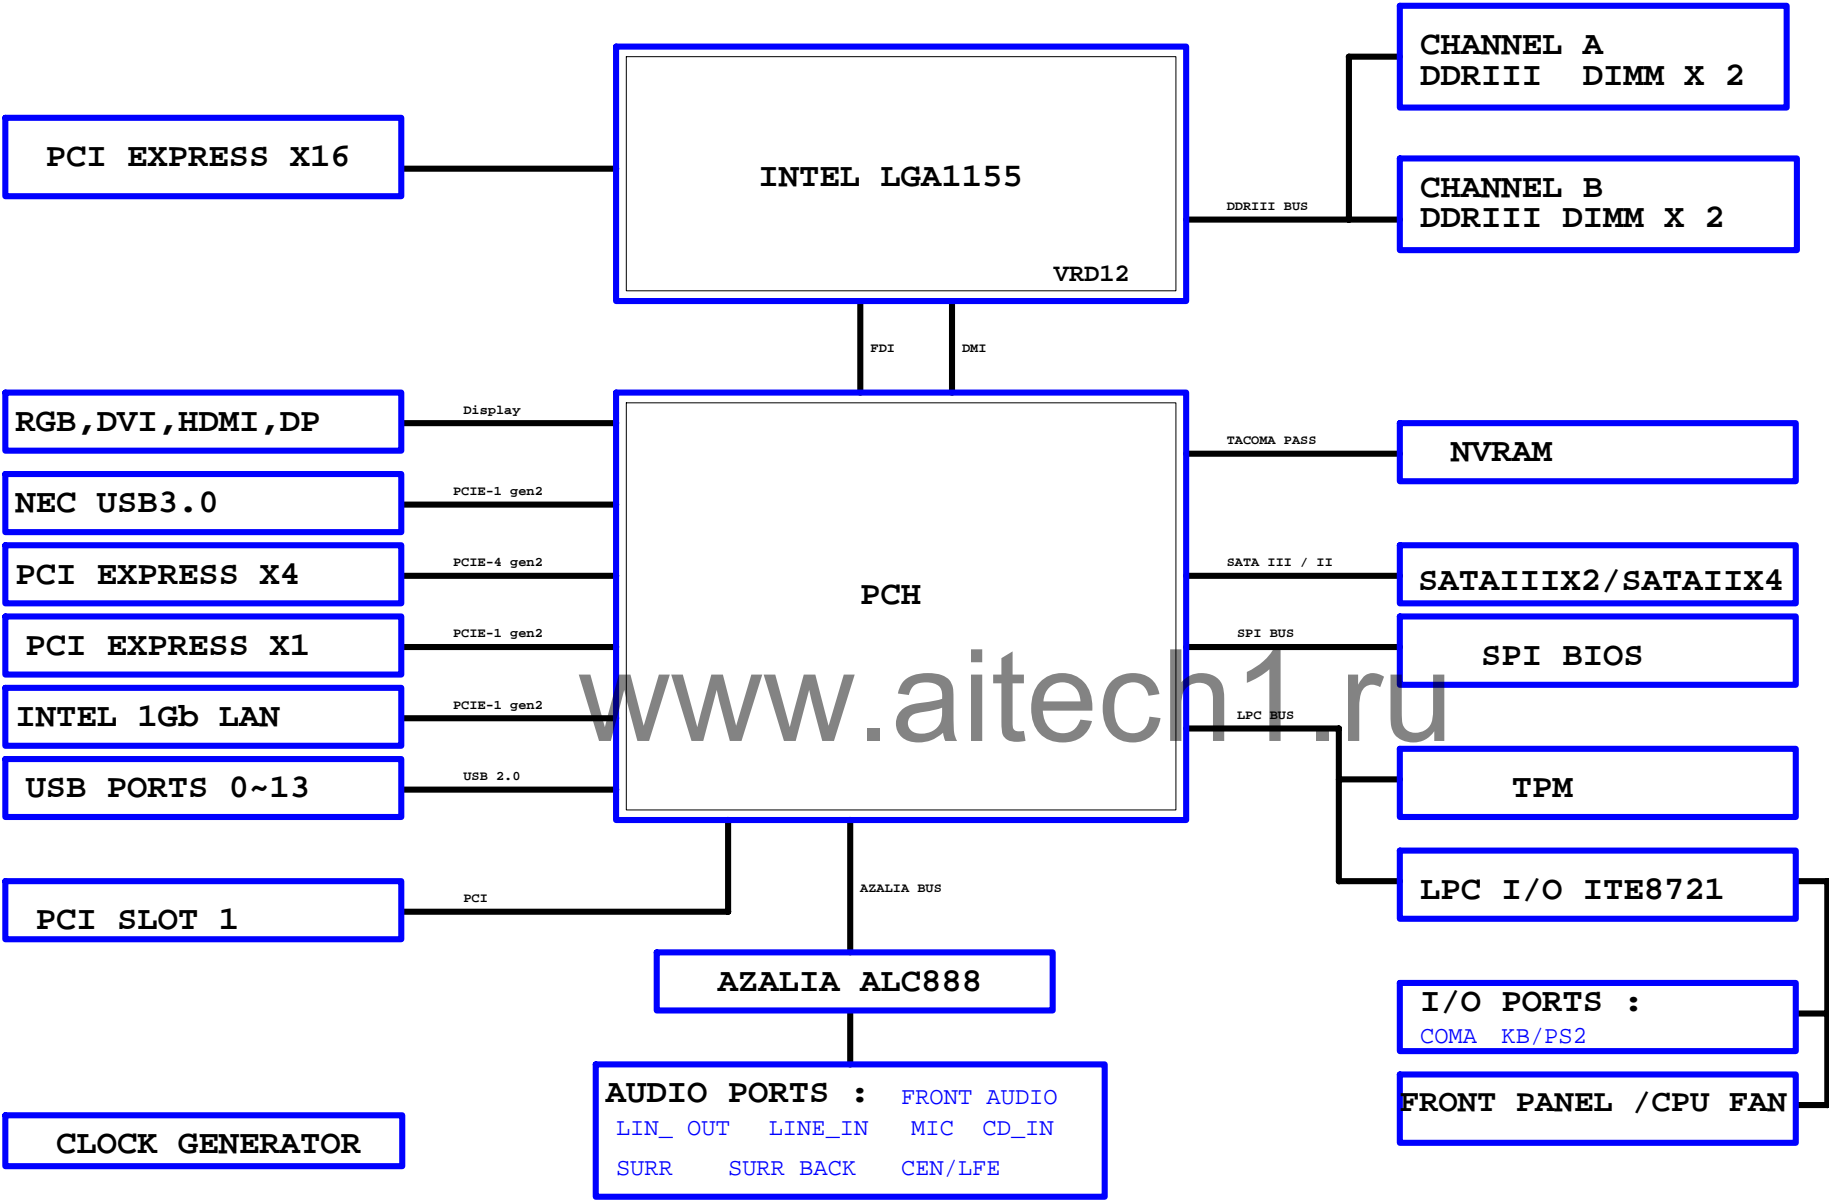 CHANNEL A
DDRIII DIMM X 2
PCI EXPRESS X16
INTEL LGA1155
CHANNEL B
DDRIII DIMM X 2
DDRIII BUS
VRD12
FDI
DMI
RGB,DVI,HDMI,DP
Display
TACOMA PASS
NVRAM
NEC USB3.0
PCIE-1 gen2
PCI EXPRESS X4
PCIE-4 gen2
PCH
SATA III / II
SATAIIIX2/SATAIIX4
PCI EXPRESS X1
PCIE-1 gen2
SPI BUS
SPI BIOS
www.aitech1.ru
INTEL 1Gb LAN
PCIE-1 gen2
LPC BUS
USB PORTS 0~13
USB 2.0
TPM
PCI SLOT 1
PCI
AZALIA BUS
LPC I/O ITE8721
AZALIA ALC888
I/O PORTS :
COMA KB/PS2
AUDIO PORTS : FRONT AUDIO
LIN_ OUT LINE_IN MIC CD_IN
SURR SURR BACK CEN/LFE
FRONT PANEL /CPU FAN
CLOCK GENERATOR